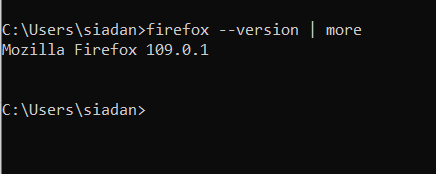 C:\Users\siadan>firefox --version | more
Mozilla Firefox 109.0.1
C:\Users\siadan>